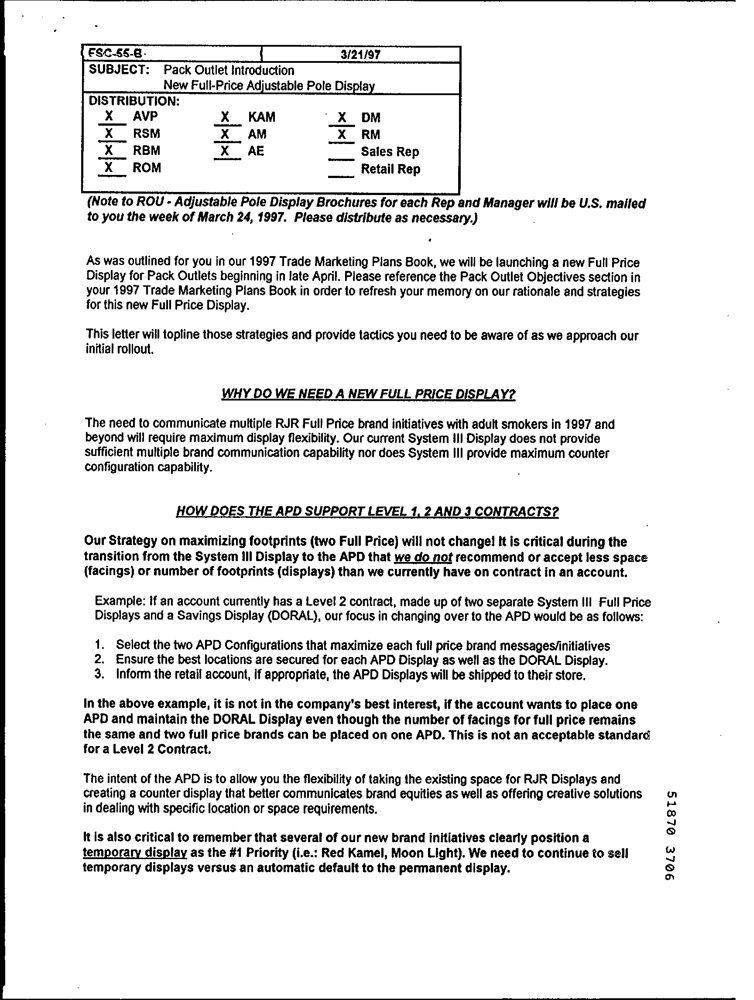 FSC-55-B 3/21/97
SUBJECT: Pack Outlet Introduction
New Full-Price Adjustable Pole Display
DISTRIBUTION:
X AVP X KAM X DM
X RSM X AM X RM
X RBM X AE Sales Rep
X ROM Retail Rep
(Note to ROU - Adjustable Pole Display Brochures for each Rep and Manager will be U.S. mailed
to you the week of March 24, 1997. Please distribute as necessary.)
As was outlined for you in our 1997 Trade Marketing Plans Book, we will be launching a new Full Price
Display for Pack Outlets beginning in late April. Please reference the Pack Outlet Objectives section in
your 1997 Trade Marketing Plans Book in order to refresh your memory on our rationale and strategies
for this new Full Price Display.
This letter will topline those strategies and provide tactics you need to be aware of as we approach our
initial rollout.
WHY DO WE NEED A NEW FULL PRICE DISPLAY?
The need to communicate multiple RJR Full Price brand initiatives with adult smokers in 1997 and
beyond will require maximum display flexibility. Our current System III Display does not provide
sufficient multiple brand communication capability nor does System III provide maximum counter
configuration capability.
HOW DOES THE APD SUPPORT LEVEL 1, 2 AND 3 CONTRACTS?
Our Strategy on maximizing footprints (two Full Price) will not change! It is critical during the
transition from the System III Display to the APD that we do not recommend or accept less space
(facings) or number of footprints (displays) than we currently have on contract in an account.
Example: If an account currently has a Level 2 contract, made up of two separate System III Full Price
Displays and a Savings Display (DORAL), our focus in changing over to the APD would be as follows:
1. Select the two APD Configurations that maximize each full price brand messages/initiatives
2. Ensure the best locations are secured for each APD Display as well as the DORAL Display.
3. Inform the retail account, if appropriate, the APD Displays will be shipped to their store.
In the above example, it is not in the company's best interest, if the account wants to place one
APD and maintain the DORAL Display even though the number of facings for full price remains
the same and two full price brands can be placed on one APD. This is not an acceptable standard
for a Level 2 Contract.
The intent of the APD is to allow you the flexibility of taking the existing space for RJR Displays and
creating a counter display that better communicates brand equities as well as offering creative solutions
in dealing with specific location or space requirements.
It is also critical to remember that several of our new brand initiatives clearly position a
temporary display as the #1 Priority (i.e.: Red Kamel, Moon Light). We need to continue to sell
temporary displays versus an automatic default to the permanent display.
51870 3706